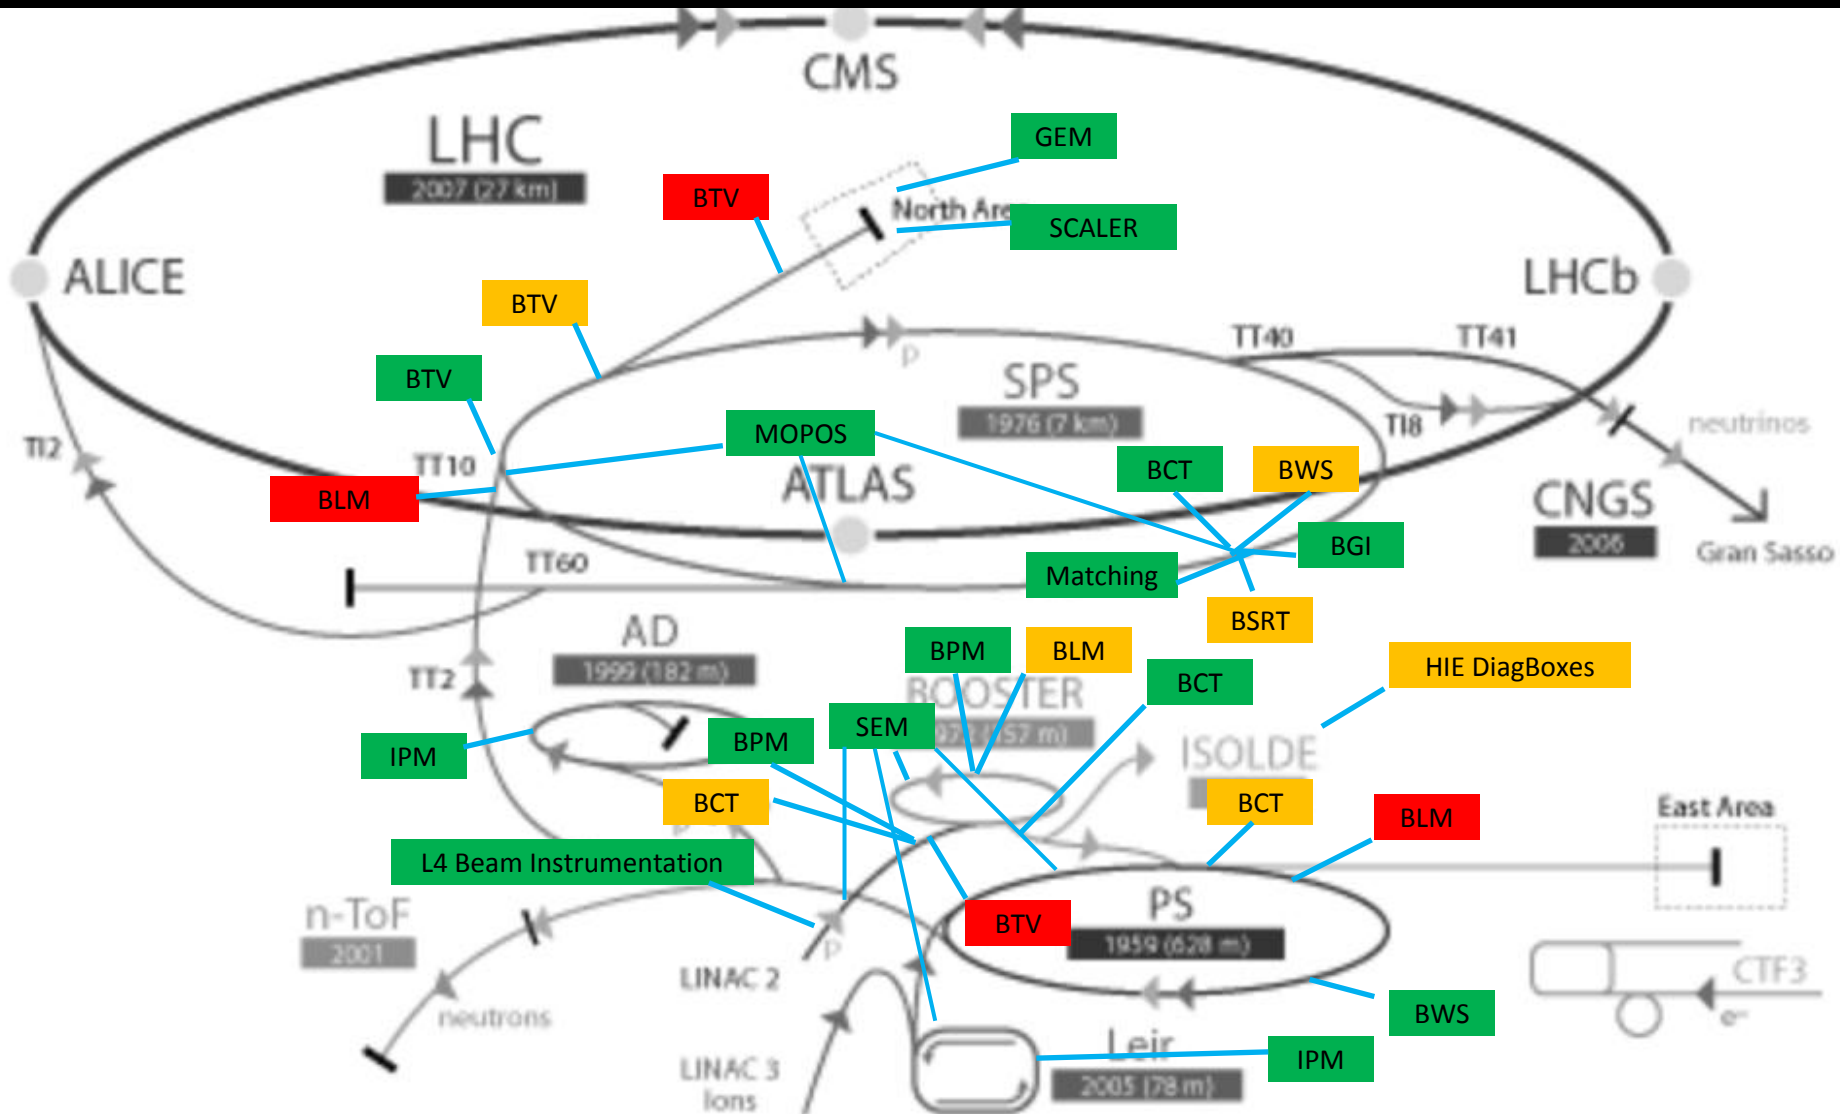 CMS
LHC
2007 (27 km)
GEM
BTV
North Are
SCALER
ALICE
LHCb
BTV
TT40
TT41
p
BTV
SPS
1976 (7 km)
MOPOS
TI8
neutrinos
TI2
TT10
BLM
ATLAS
BCT
BWS
CNGS
2006
Gran Sasso
BGI
TT60
Matching
BSRT
AD
1999 (182 m)
TT2
BPM
BLM
BOOSTER
BCT
HIE DiagBoxes
SEM
157 m)
BPM
IPM
ISOLDE
BCT
BCT
BLM
East Area
L4 Beam Instrumentation
n-ToF
2001
p
BTV
PS
1959 (628 m)
LINAC 2
CTF3
e-
neutrons
BWS
Leir
2005 (78 m)
IPM
LINAC 3
Ions